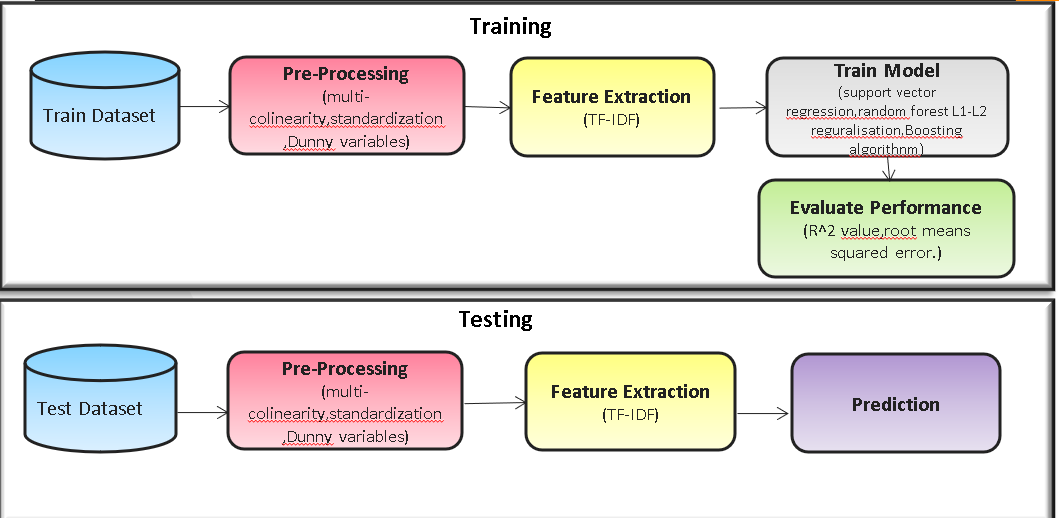 Training
Train Dataset
Pre-Processing
(multi-
colinearity,standardization
,Dunny variables)
Feature Extraction
(TF-IDF)
Train Model
(support vector
regression,random forest L1-L2
reguralisation,Boosting
algorithnm)
Evaluate Performance
(R^2 value,root means
squared error.)
Testing
Test Dataset
Pre-Processing
(multi-
colinearity,standardization
,Dunny variables)
Feature Extraction
(TF-IDF)
Prediction